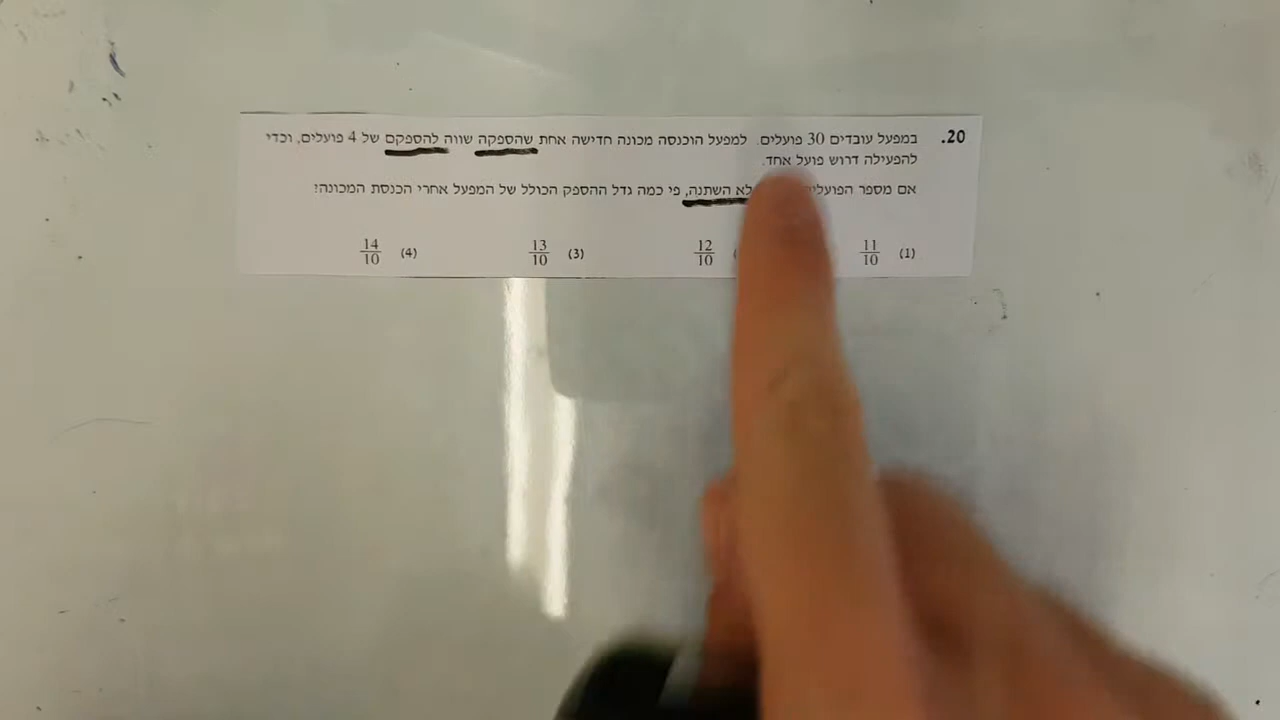 20. במפעל עובדים 30 פועלים. למפעל הוכנסה מכונה חדישה אחת שהספקה שווה להספקם של 4 פועלים, וכדי
להפעילה דרוש פועל אחד.
אם מספר לא השתנה, פי כמה גדל ההספק הכולל של המפעל אחרי הכנסת המכונה?
(1) 11/10 12/10 (3) 13/10 (4) 14/10